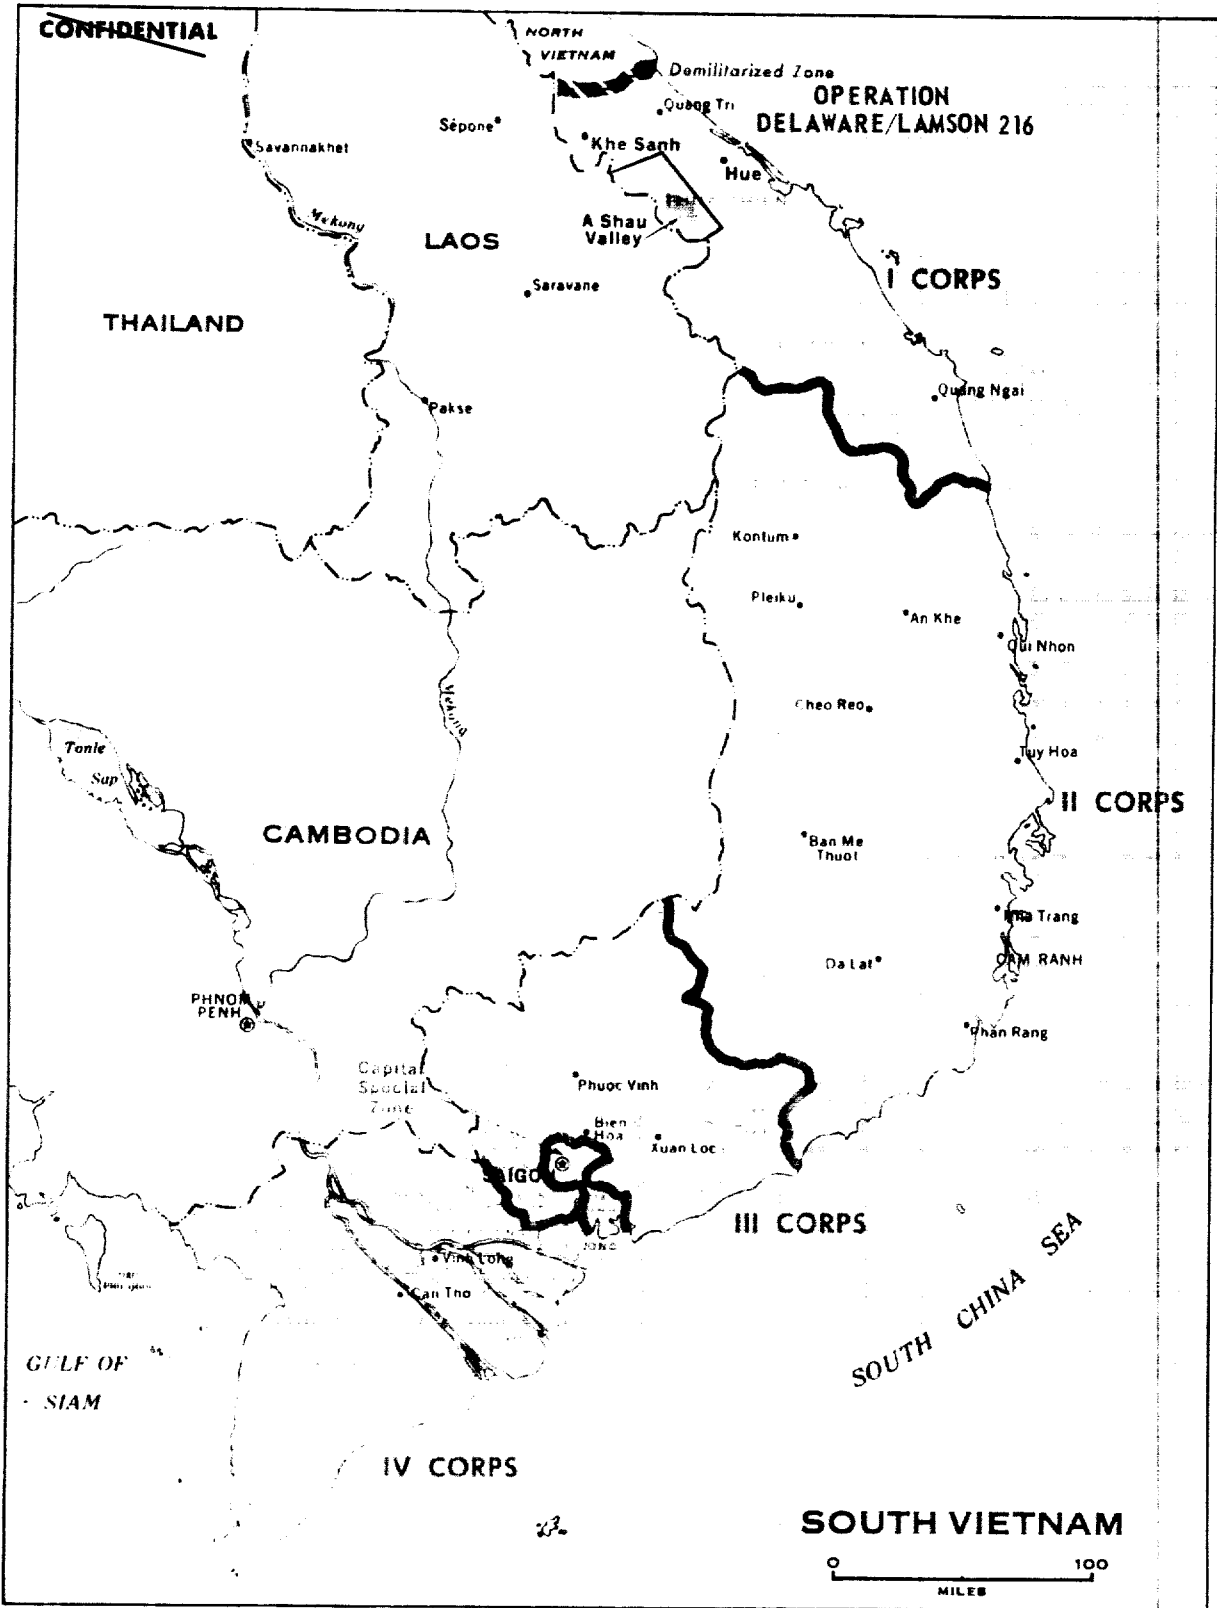 CONFIDENTIAL
NORTH
VIETNAM
Demilitarized Zone
OPERATION
DELAWARE/LAMSON 216
Quang Tri
Sépone
Khe Sanh
Savannakhet
Hue
Mekong
A Shau
Valley
LAOS
I CORPS
Saravane
THAILAND
Quang Ngai
Pakse
Kontum
Pleiku
An Khe
Qui Nhon
Mekong
Cheo Reo
Tonle
Sap
Tuy Hoa
II CORPS
CAMBODIA
Ban Me
Thuot
Nha Trang
Da Lat
CAM RANH
PHNOM
PENH
Phan Rang
Capital
Special
Zone
Phuoc Vinh
Bien
Hoa
Xuan Loc
SAIGON
III CORPS
Vinh Long
Can Tho
SOUTH CHINA SEA
GULF OF
SIAM
IV CORPS
SOUTH VIETNAM
0 100
MILES